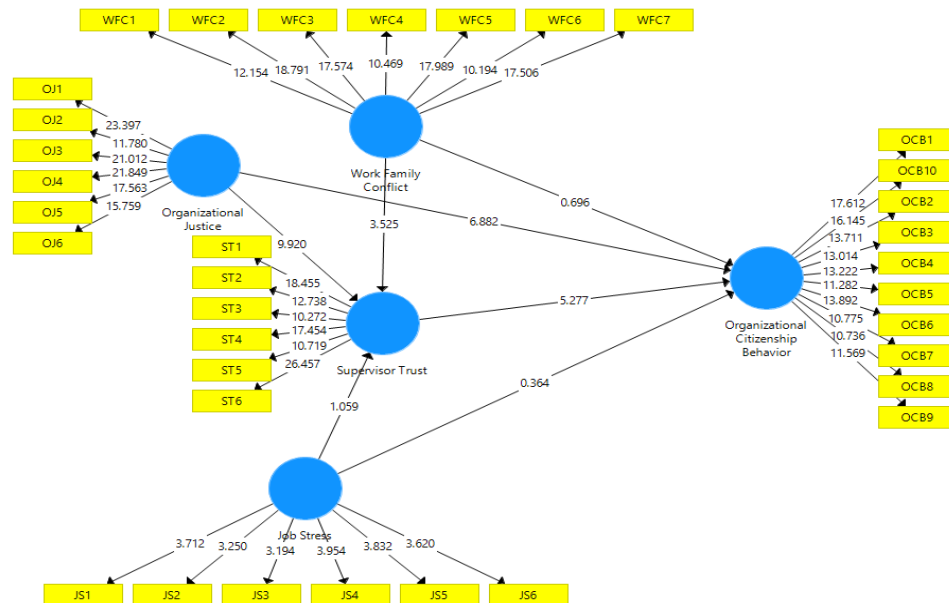 WFC1 WFC2 WFC3 WFC4 WFC5 WFC6 WFC7
12.154 18.791 17.574 10.469 17.989 10.194 17.506
OJ1
OJ2
OJ3
OJ4
OJ5
OJ6
23.397
11.780
21.012
21.849
17.563
15.759
Organizational
Justice
Work Family
Conflict
9.920
3.525
6.882
0.696
ST1
ST2
ST3
ST4
ST5
ST6
18.455
12.738
10.272
17.454
10.719
26.457
Supervisor Trust
5.277
1.059
0.364
Organizational
Citizenship
Behavior
17.612
16.145
13.711
13.014
13.222
11.282
13.892
10.775
10.736
11.569
OCB1
OCB10
OCB2
OCB3
OCB4
OCB5
OCB6
OCB7
OCB8
OCB9
Job Stress
3.712 3.250 3.194 3.954 3.832 3.620
JS1 JS2 JS3 JS4 JS5 JS6